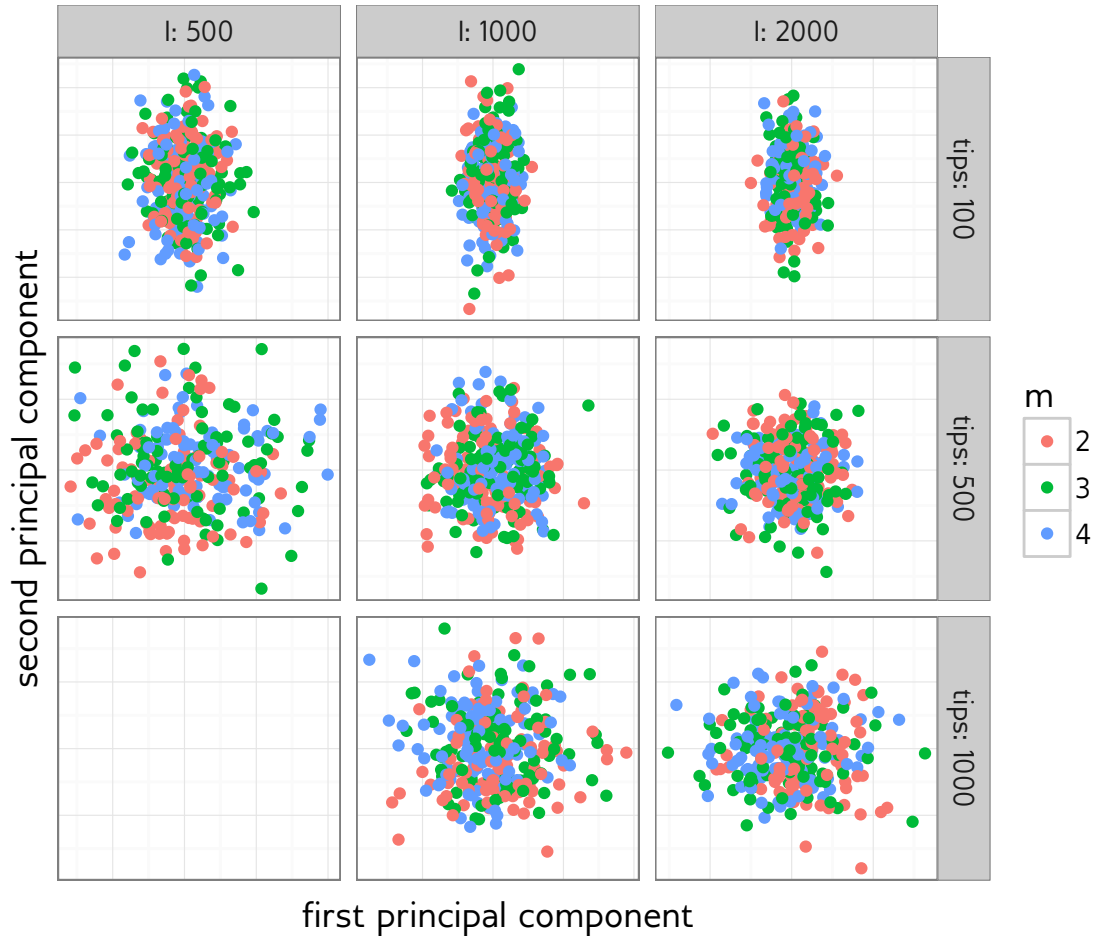 l: 500
l: 1000
l: 2000
tips: 100
tips: 500
tips: 1000
second principal component
first principal component
m
2
3
4